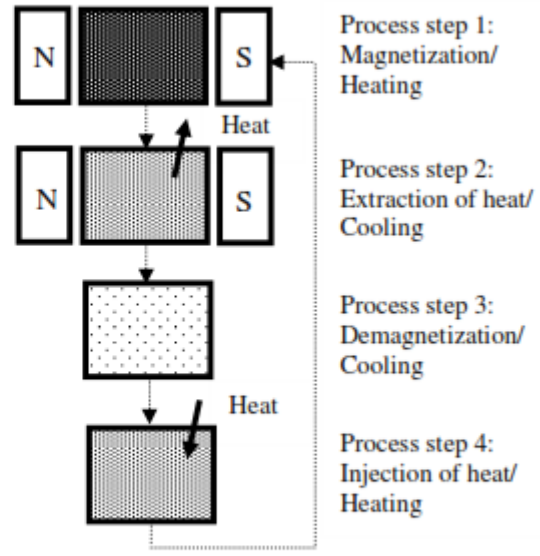 N
S
Process step 1:
Magnetization/
Heating
Heat
N
S
Process step 2:
Extraction of heat/
Cooling
Process step 3:
Demagnetization/
Cooling
Heat
Process step 4:
Injection of heat/
Heating